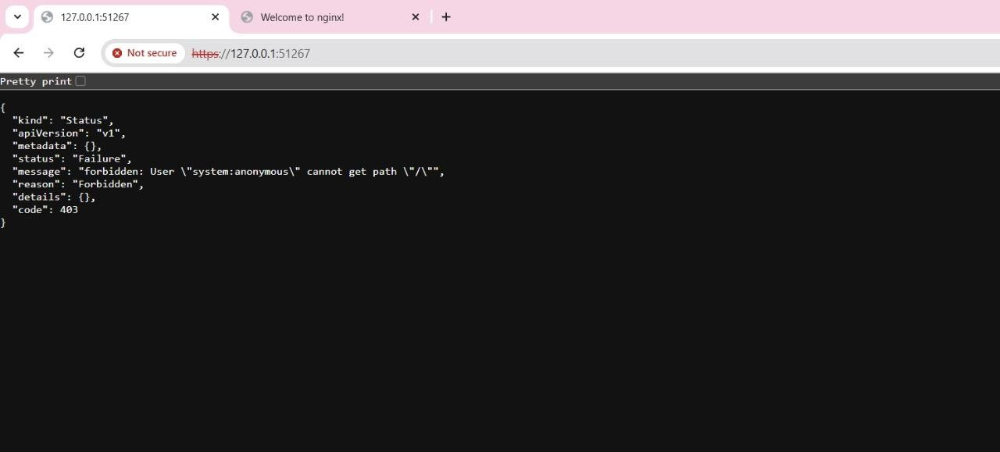 127.0.0.1:51267
Welcome to nginx!
Not secure
https://127.0.0.1:51267
Pretty print
{
  "kind": "Status",
  "apiVersion": "v1",
  "metadata": {},
  "status": "Failure",
  "message": "forbidden: User \"system:anonymous\" cannot get path \"/\"",
  "reason": "Forbidden",
  "details": {},
  "code": 403
}